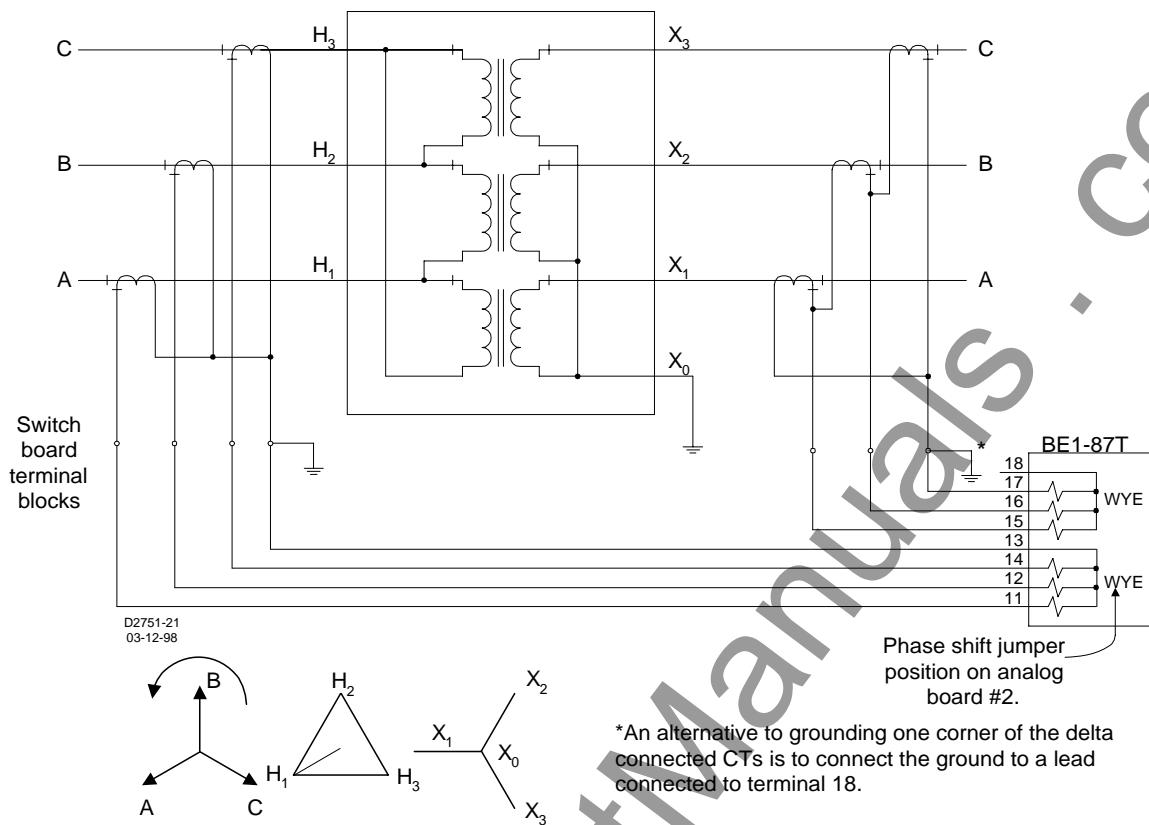 C H₃ X₃ C
B H₂ X₂ B
A H₁ X₁ A
X₀
Switch
board
terminal
blocks
*
BE1-87T
18
17
16 WYE
15
13
14
12 WYE
11
D2751-21
03-12-98
Phase shift jumper
position on analog
board #2.
B
A
C
H₂
H₁
H₃
X₂
X₁
X₀
X₃
*An alternative to grounding one corner of the delta
connected CTs is to connect the ground to a lead
connected to terminal 18.
tManuals . co